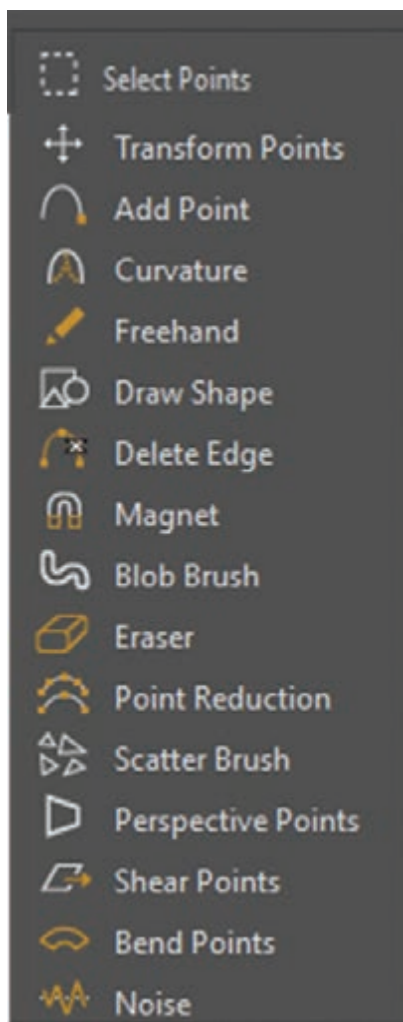 Select Points
Transform Points
Add Point
Curvature
Freehand
Draw Shape
Delete Edge
Magnet
Blob Brush
Eraser
Point Reduction
Scatter Brush
Perspective Points
Shear Points
Bend Points
Noise